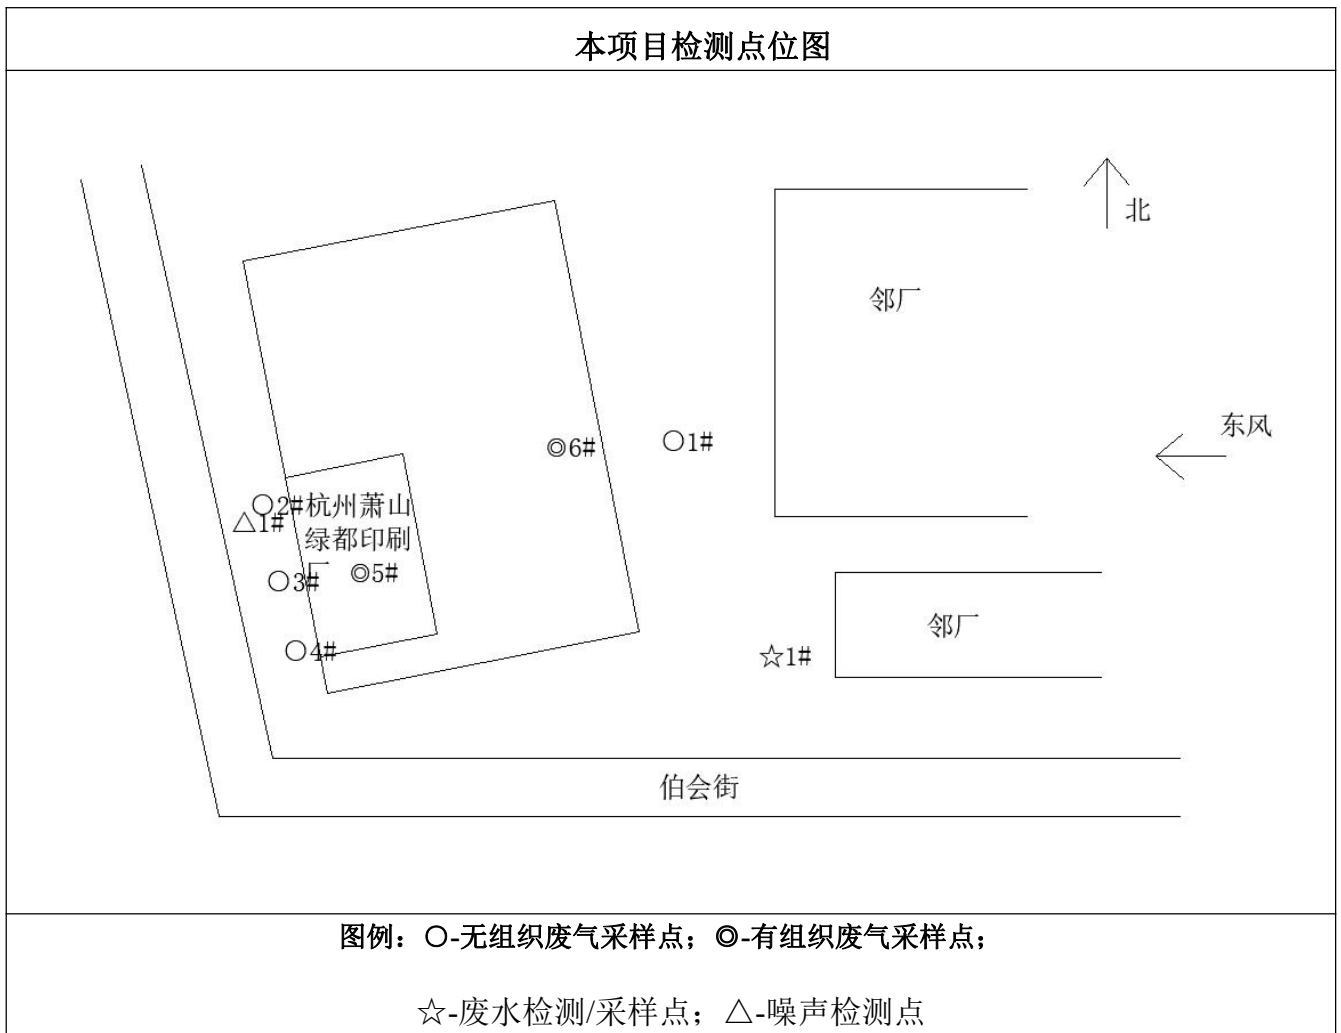 本项目检测点位图
北
邻厂
东风
◎6#
○1#
○2#
△1#
杭州萧山
绿都印刷
厂
◎5#
○3#
○4#
邻厂
☆1#
伯会街
图例：○-无组织废气采样点；◎-有组织废气采样点；
☆-废水检测/采样点；△-噪声检测点